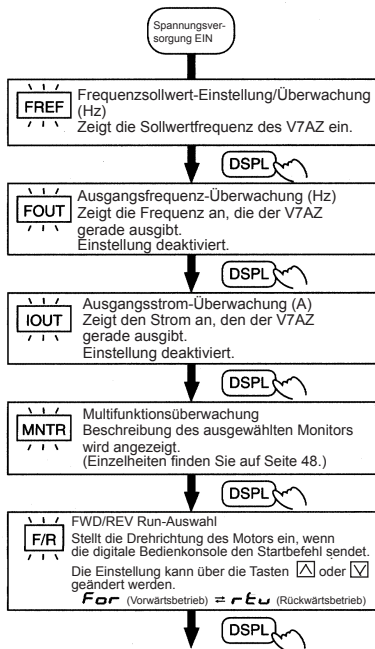 Spannungsver-
sorgung EIN
FREF
Frequenzsollwert-Einstellung/Überwachung
(Hz)
Zeigt die Sollwertfrequenz des V7AZ ein.
DSPL
FOUT
Ausgangsfrequenz-Überwachung (Hz)
Zeigt die Frequenz an, die der V7AZ
gerade ausgibt.
Einstellung deaktiviert.
DSPL
IOUT
Ausgangsstrom-Überwachung (A)
Zeigt den Strom an, den der V7AZ
gerade ausgibt.
Einstellung deaktiviert.
DSPL
MNTR
Multifunktionsüberwachung
Beschreibung des ausgewählten Monitors
wird angezeigt.
(Einzelheiten finden Sie auf Seite 48.)
DSPL
F/R
FWD/REV Run-Auswahl
Stellt die Drehrichtung des Motors ein, wenn
die digitale Bedienkonsole den Startbefehl sendet.
Die Einstellung kann über die Tasten ∧ oder ∨
geändert werden.
For (Vorwärtsbetrieb) ⇄ rEv (Rückwärtsbetrieb)
DSPL